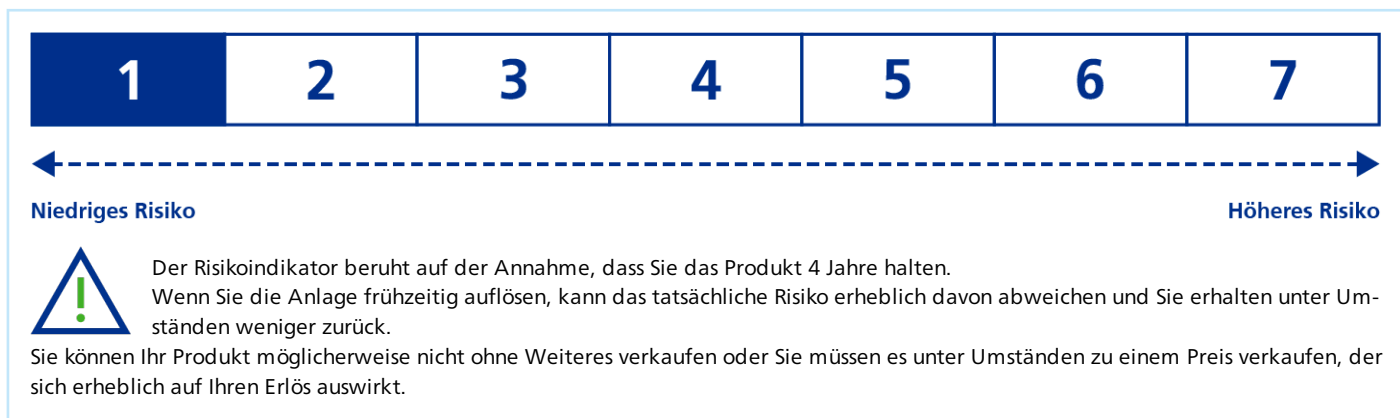 1 2 3 4 5 6 7
Niedriges Risiko Höheres Risiko
Der Risikoindikator beruht auf der Annahme, dass Sie das Produkt 4 Jahre halten.
Wenn Sie die Anlage frühzeitig auflösen, kann das tatsächliche Risiko erheblich davon abweichen und Sie erhalten unter Um-
ständen weniger zurück.
Sie können Ihr Produkt möglicherweise nicht ohne Weiteres verkaufen oder Sie müssen es unter Umständen zu einem Preis verkaufen, der
sich erheblich auf Ihren Erlös auswirkt.